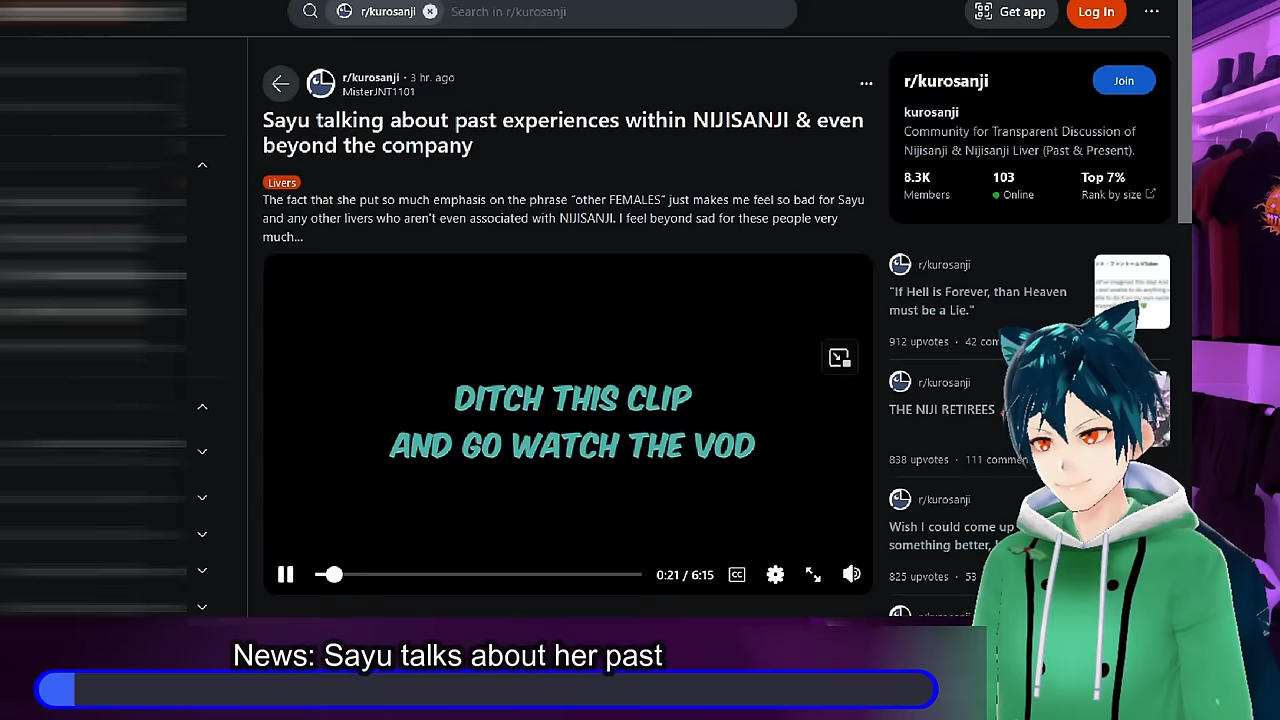 r/kurosanji
Search in r/kurosanji
Get app
Log In
r/kurosanji • 3 hr. ago
MisterJNT1101
Sayu talking about past experiences within NIJISANJI & even
beyond the company
Livers
The fact that she put so much emphasis on the phrase “other FEMALES” just makes me feel so bad for Sayu
and any other livers who aren’t even associated with NIJISANJI. I feel beyond sad for these people very
much...
DITCH THIS CLIP
AND GO WATCH THE VOD
0:21 / 6:15
CC
r/kurosanji
Join
kurosanji
Community for Transparent Discussion of
Nijisanji & Nijisanji Liver (Past & Present).
8.3K
103
Top 7%
Members
Online
Rank by size
r/kurosanji
"If Hell is Forever, than Heaven
must be a Lie."
912 upvotes · 42
r/kurosanji
THE NIJI RETIREES
838 upvotes · 111
r/kurosanji
Wish I could come up
something better,
825 upvotes · 53
News: Sayu talks about her past